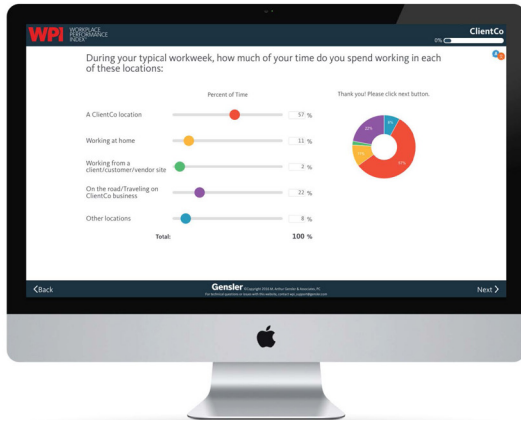 WPI
WORKPLACE
PERFORMANCE
INDEX
ClientCo
0%
During your typical workweek, how much of your time do you spend working in each
of these locations:
Percent of Time
Thank you! Please click next button.
A ClientCo location
57 %
Working at home
11 %
Working from a
client/customer/vendor site
2 %
On the road/Traveling on
ClientCo business
22 %
Other locations
8 %
Total:
100 %
8%
22%
57%
11%
Back
Gensler
Next